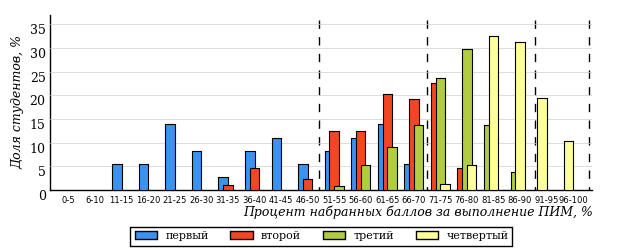 Доля студентов, %
35
30
25
20
15
10
5
0
0-5 6-10 11-15 16-20 21-25 26-30 31-35 36-40 41-45 46-50 51-55 56-60 61-65 66-70 71-75 76-80 81-85 86-90 91-95 96-100
Процент набранных баллов за выполнение ПИМ, %
первый второй третий четвертый